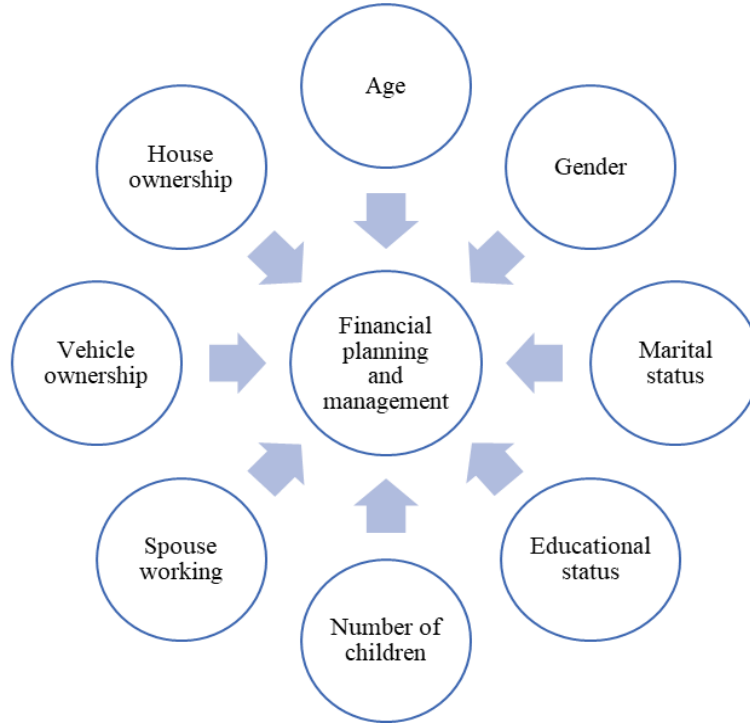 Age
House
ownership
Gender
Vehicle
ownership
Financial
planning
and
management
Marital
status
Spouse
working
Educational
status
Number of
children